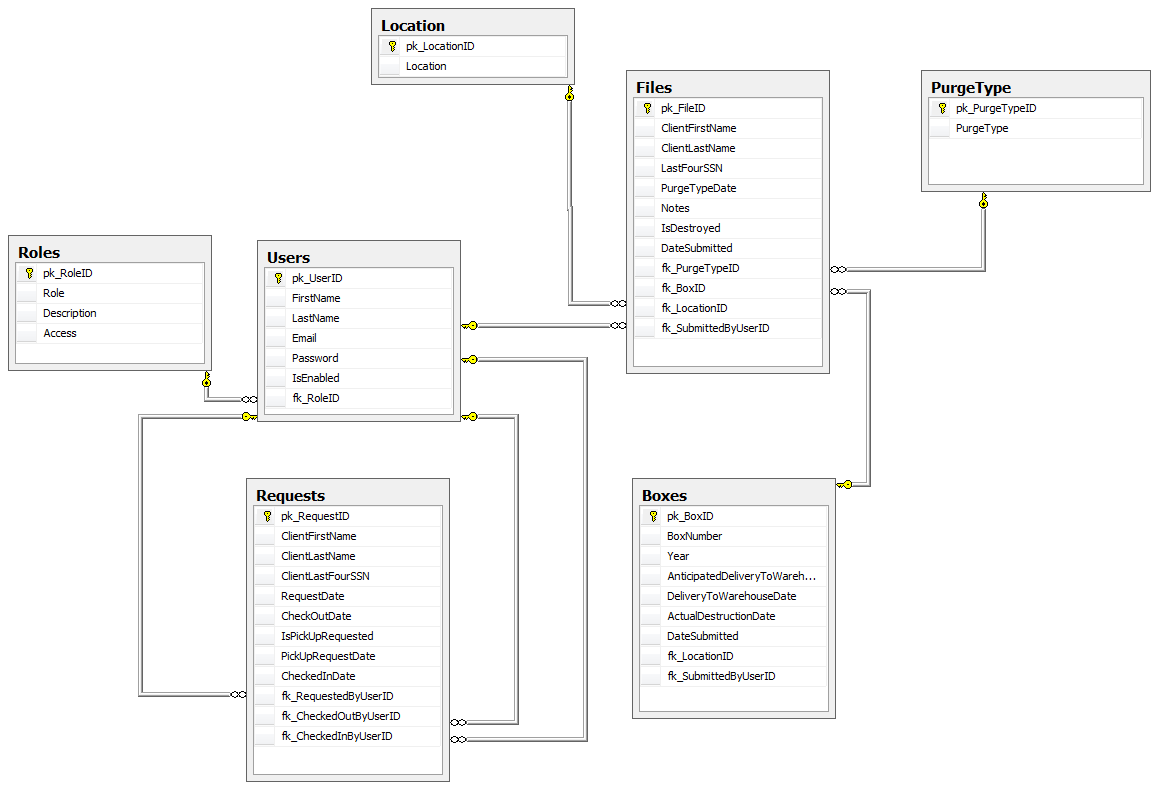 Location
pk_LocationID
Location
Files
pk_FileID
ClientFirstName
ClientLastName
LastFourSSN
PurgeTypeDate
Notes
IsDestroyed
DateSubmitted
fk_PurgeTypeID
fk_BoxID
fk_LocationID
fk_SubmittedByUserID
PurgeType
pk_PurgeTypeID
PurgeType
Roles
pk_RoleID
Role
Description
Access
Users
pk_UserID
FirstName
LastName
Email
Password
IsEnabled
fk_RoleID
Requests
pk_RequestID
ClientFirstName
ClientLastName
ClientLastFourSSN
RequestDate
CheckOutDate
IsPickUpRequested
PickUpRequestDate
CheckedInDate
fk_RequestedByUserID
fk_CheckedOutByUserID
fk_CheckedInByUserID
Boxes
pk_BoxID
BoxNumber
Year
AnticipatedDeliveryToWareh...
DeliveryToWarehouseDate
ActualDestructionDate
DateSubmitted
fk_LocationID
fk_SubmittedByUserID